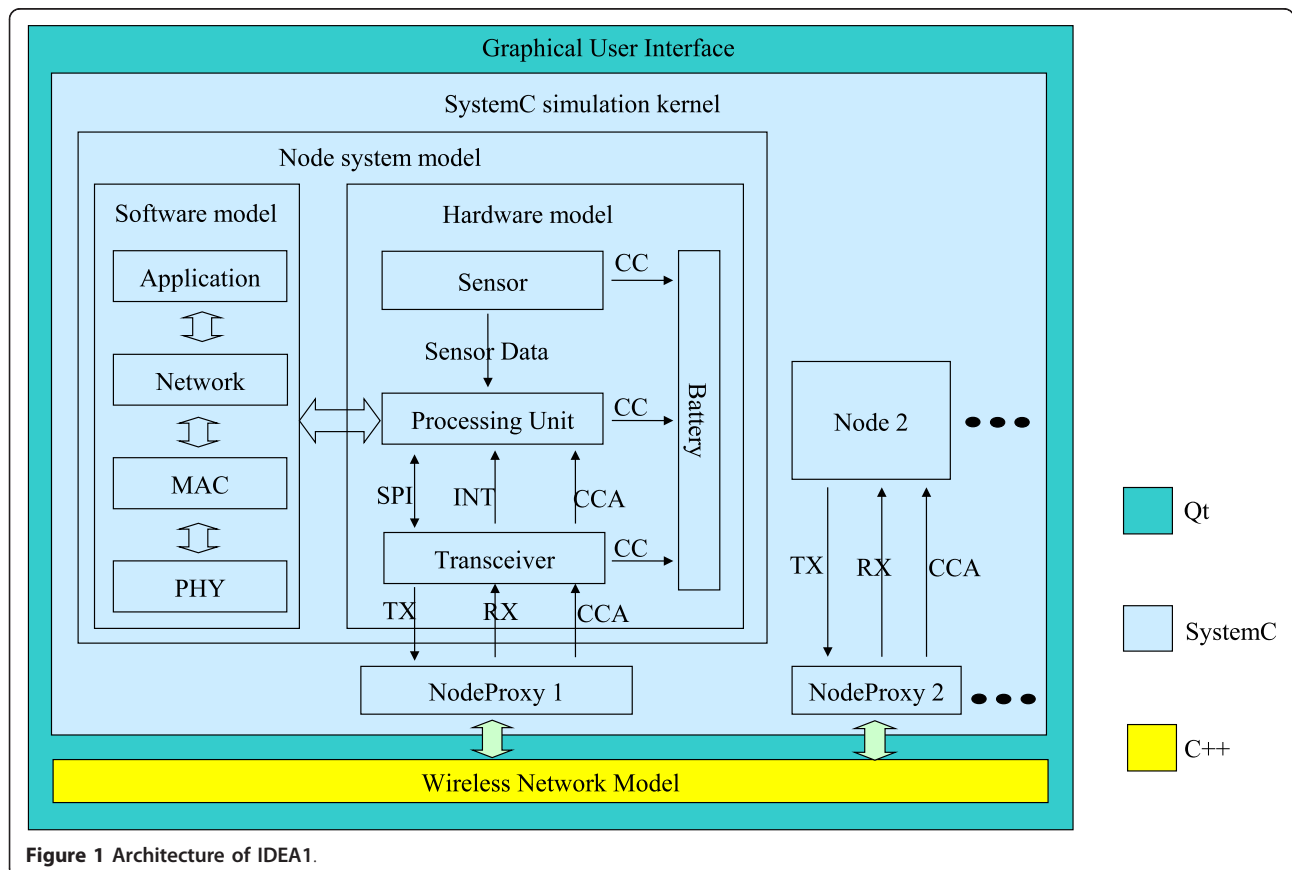 Graphical User Interface
SystemC simulation kernel
Node system model
Software model
Application
Network
MAC
PHY
Hardware model
Sensor
CC
Sensor Data
Processing Unit
CC
Battery
SPI
INT
CCA
Transceiver
CC
TX
RX
CCA
NodeProxy 1
Node 2
TX
RX
CCA
NodeProxy 2
Wireless Network Model
Qt
SystemC
C++
Figure 1 Architecture of IDEA1.